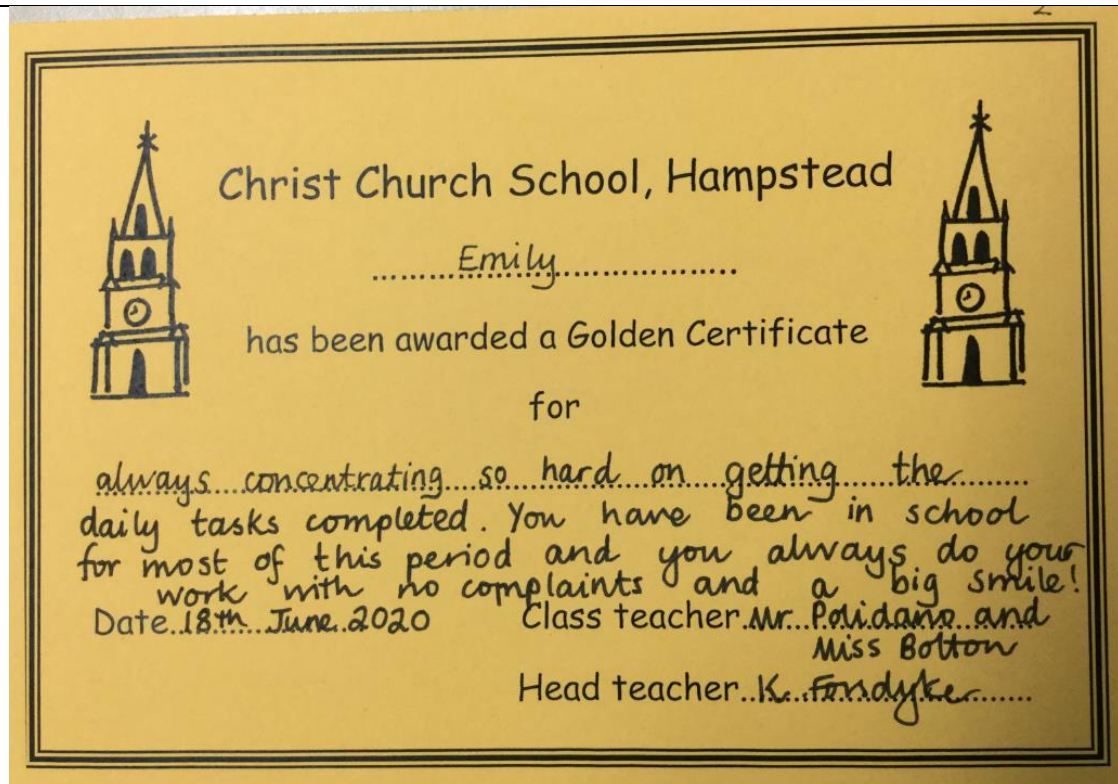 Christ Church School, Hampstead
Emily
has been awarded a Golden Certificate
for
always concentrating so hard on getting the
daily tasks completed. You have been in school
for most of this period and you always do your
work with no complaints and a big smile!
Date 18th June 2020 Class teacher Mr Polidano and
Miss Bolton
Head teacher K. Fondyke